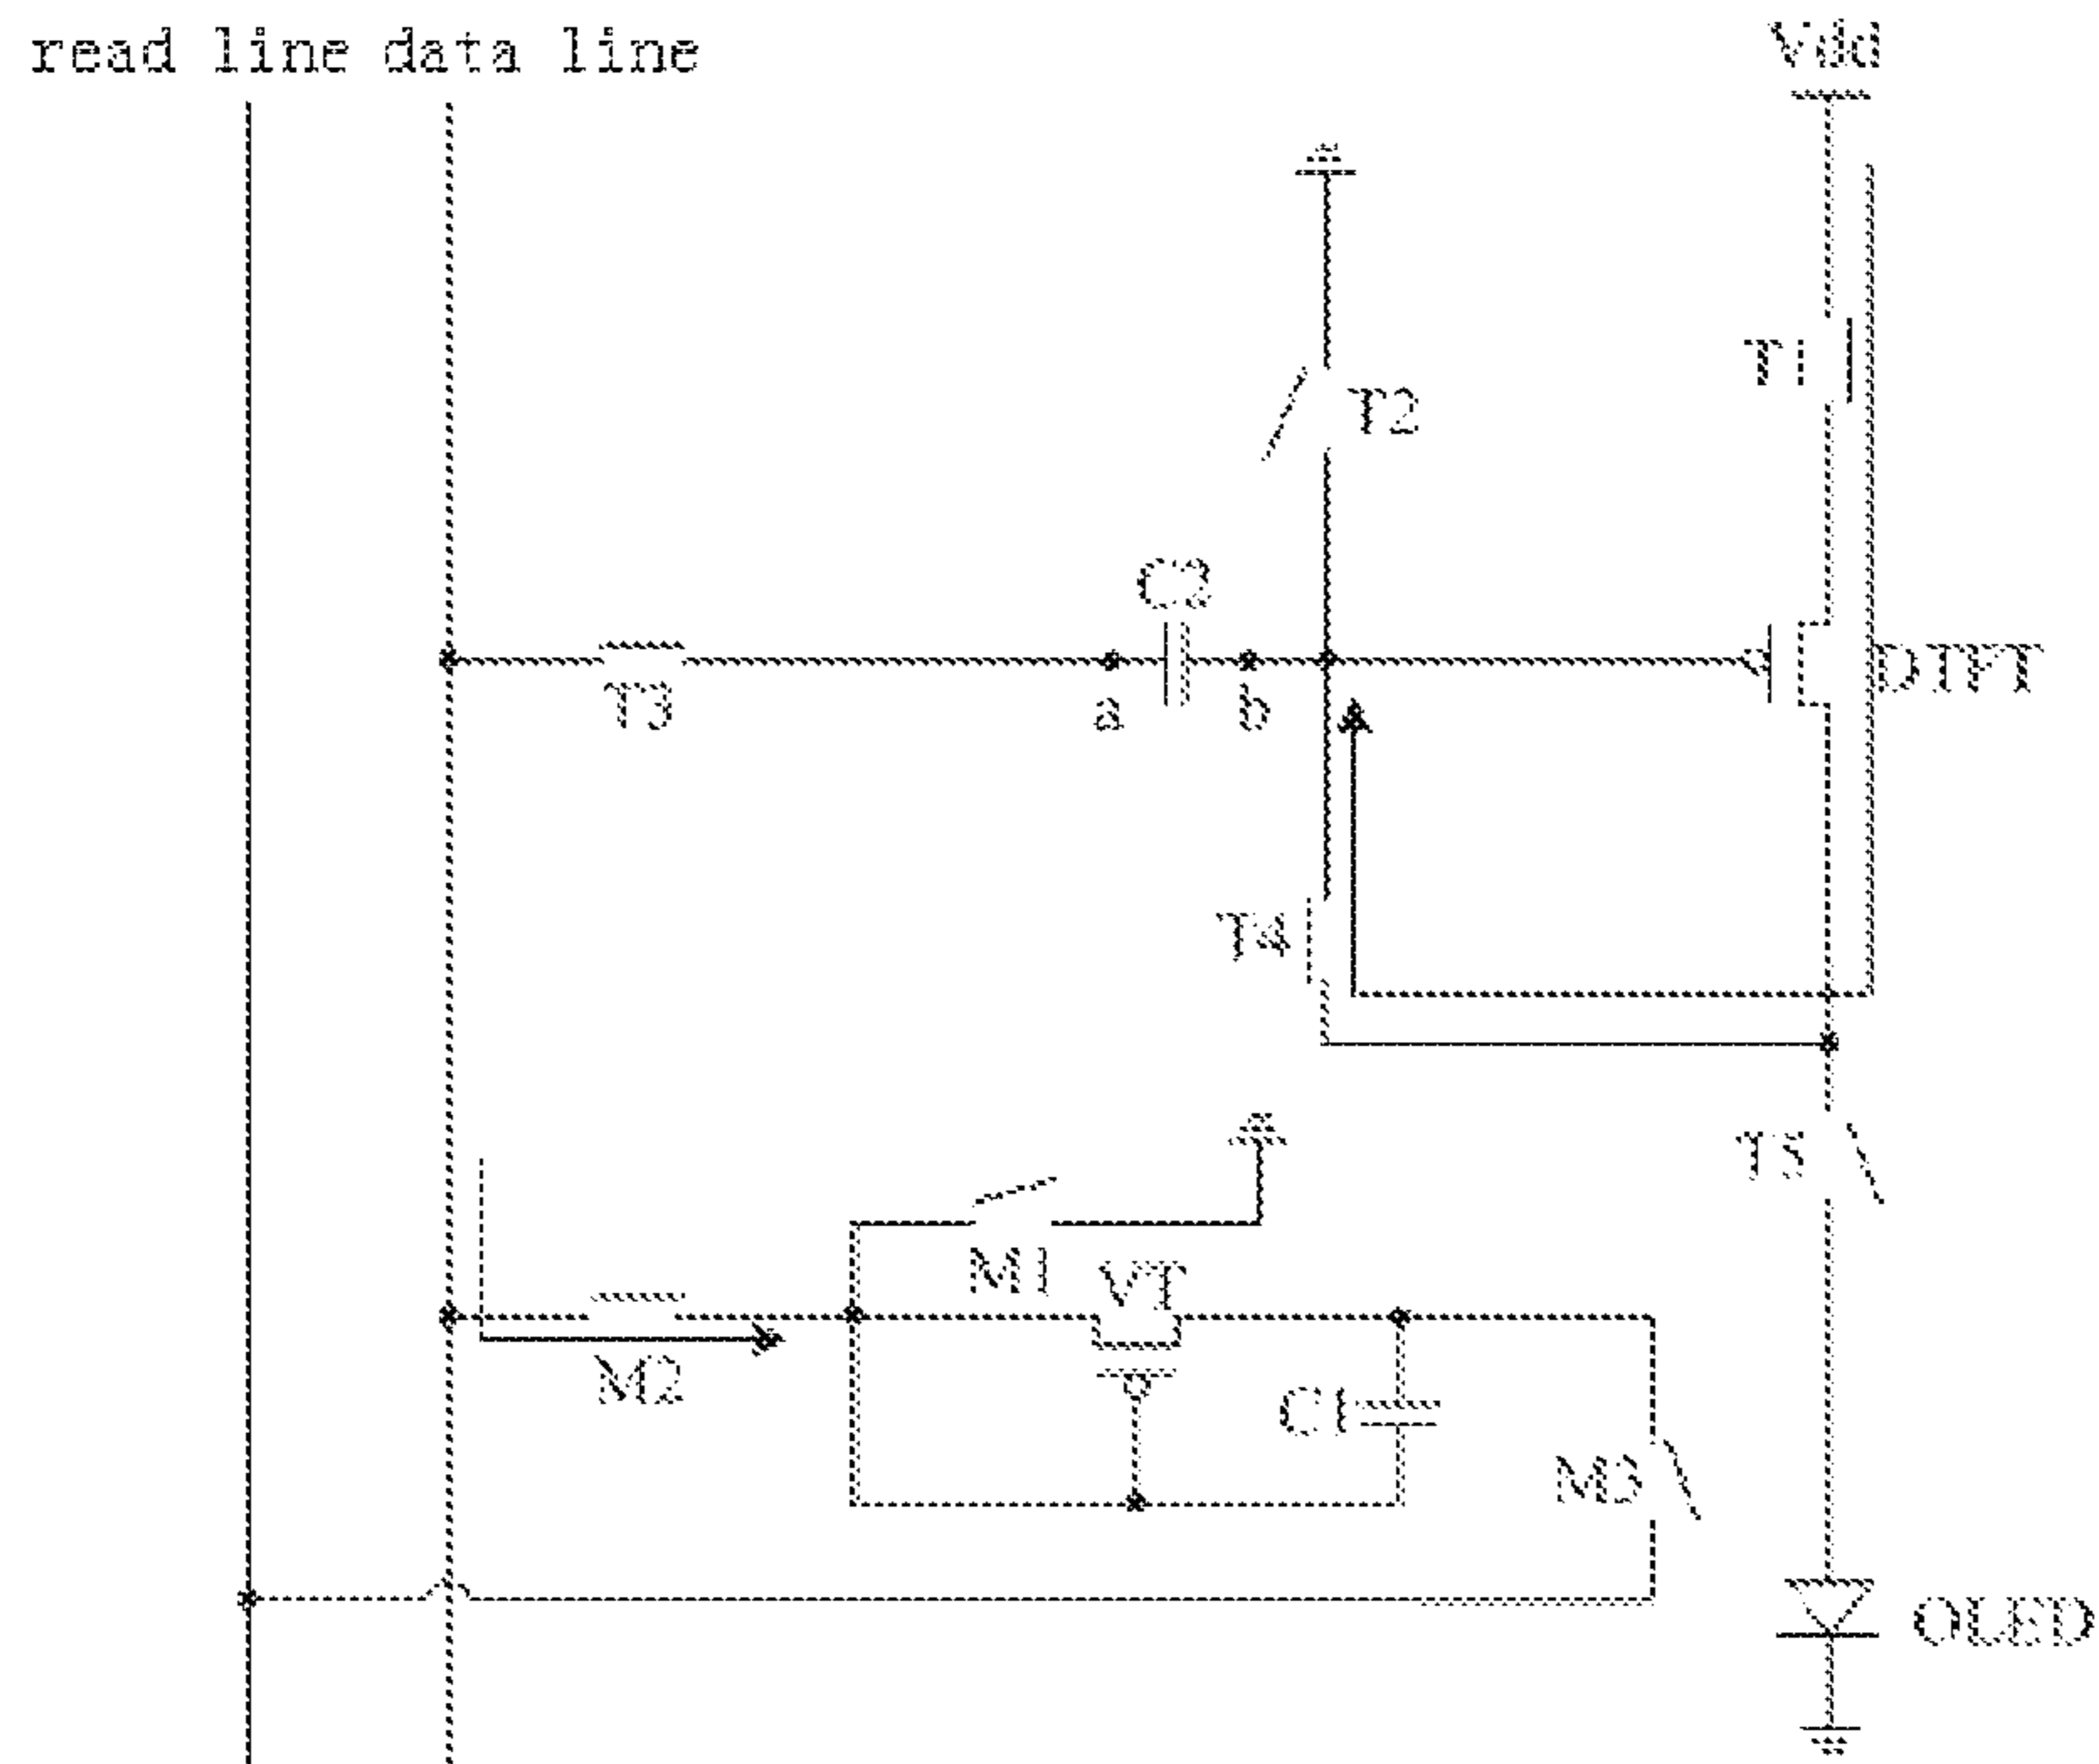 read line data line
Vdd
T1
T2
C2
T3
a
b
DTFT
T4
T5
M1
VT
M2
C1
M3
OLED